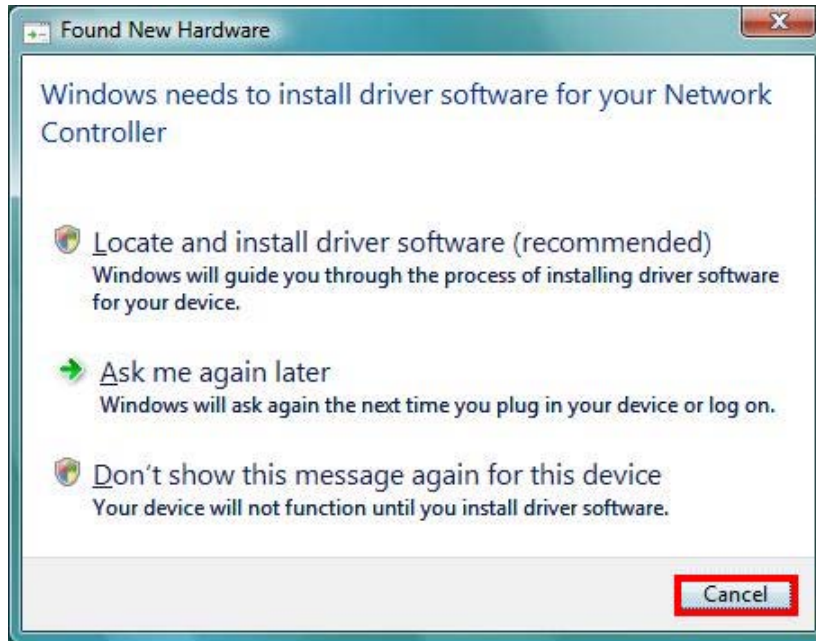 Found New Hardware
Windows needs to install driver software for your Network
Controller
Locate and install driver software (recommended)
Windows will guide you through the process of installing driver software
for your device.
Ask me again later
Windows will ask again the next time you plug in your device or log on.
Don't show this message again for this device
Your device will not function until you install driver software.
Cancel